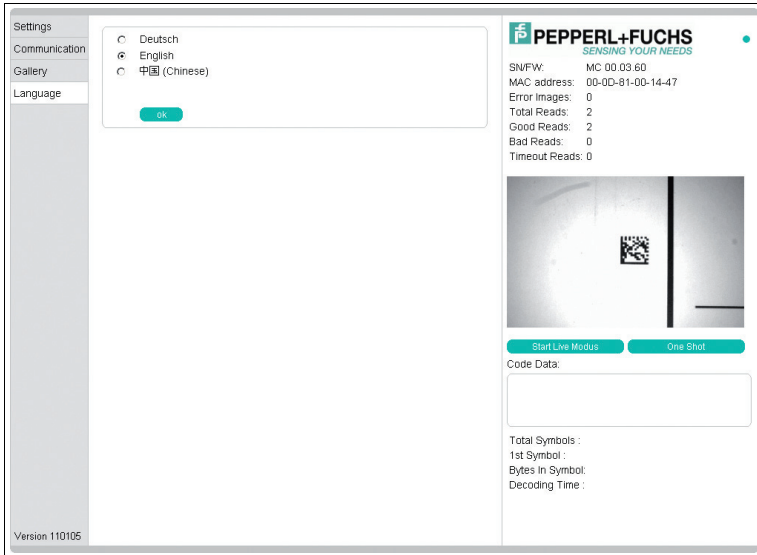 Settings
Communication
Gallery
Language
Deutsch
English
中国 (Chinese)
ok
Version 110105
PEPPERL+FUCHS
SENSING YOUR NEEDS
SN/FW: MC 00.03.60
MAC address: 00-0D-81-00-14-47
Error Images: 0
Total Reads: 2
Good Reads: 2
Bad Reads: 0
Timeout Reads: 0
Start Live Modus
One Shot
Code Data:
Total Symbols :
1st Symbol :
Bytes In Symbol:
Decoding Time :